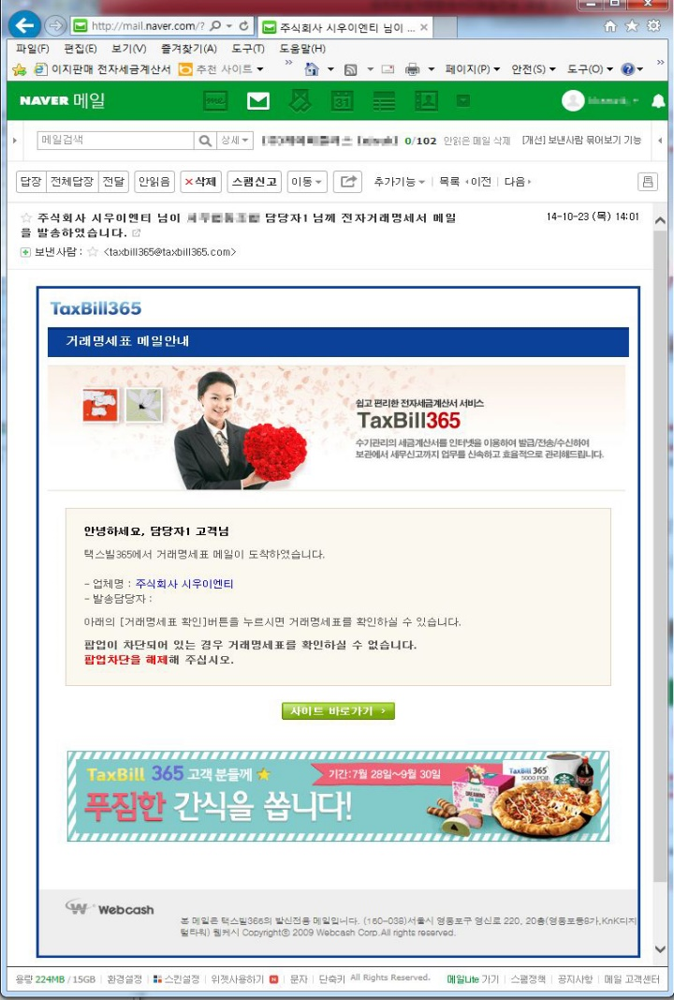 http://mail.naver.com/?
주식회사 시우이엔티 님이 ...
파일(F) 편집(E) 보기(V) 즐겨찾기(A) 도구(T) 도움말(H)
이지판매 전자세금계산서 추천 사이트 페이지(P) 안전(S) 도구(O)
NAVER 메일
me 31
메일검색 상세 0/102 안읽은 메일 삭제 [개선] 보낸사람 묶어보기 기능
답장 전체답장 전달 안읽음 ×삭제 스팸신고 이동 추가기능 목록 이전 다음
주식회사 시우이엔티 님이 담당자1 님께 전자거래명세서 메일 14-10-23 (목) 14:01
을 발송하였습니다.
보낸사람 : <taxbill365@taxbill365.com>
TaxBill365
거래명세표 메일안내
쉽고 편리한 전자세금계산서 서비스
TaxBill365
수기관리의 세금계산서를 인터넷을 이용하여 발급/전송/수신하여
보관에서 세무신고까지 업무를 신속하고 효율적으로 관리해드립니다.
안녕하세요, 담당자1 고객님
택스빌365에서 거래명세표 메일이 도착하였습니다.
- 업체명 : 주식회사 시우이엔티
- 발송담당자 :
아래의 [거래명세표 확인]버튼을 누르시면 거래명세표를 확인하실 수 있습니다.
팝업이 차단되어 있는 경우 거래명세표를 확인하실 수 없습니다.
팝업차단을 해제해 주십시오.
사이트 바로가기 >
TaxBill 365 고객 분들께 기간:7월 28일~9월 30일
푸짐한 간식을 쏩니다!
TaxBill 365
5000 POINT
Webcash
본 메일은 택스빌365의 발신전용 메일입니다. (150-038)서울시 영등포구 영신로 220, 20층(영등포동8가,KnK디지
털타워) 웹케시 Copyright© 2009 Webcash Corp.All rights reserved.
용량 224MB / 15GB 환경설정 스킨설정 위젯사용하기 문자 단축키 All Rights Reserved. 메일Lite 가기 스팸정책 공지사항 메일 고객센터